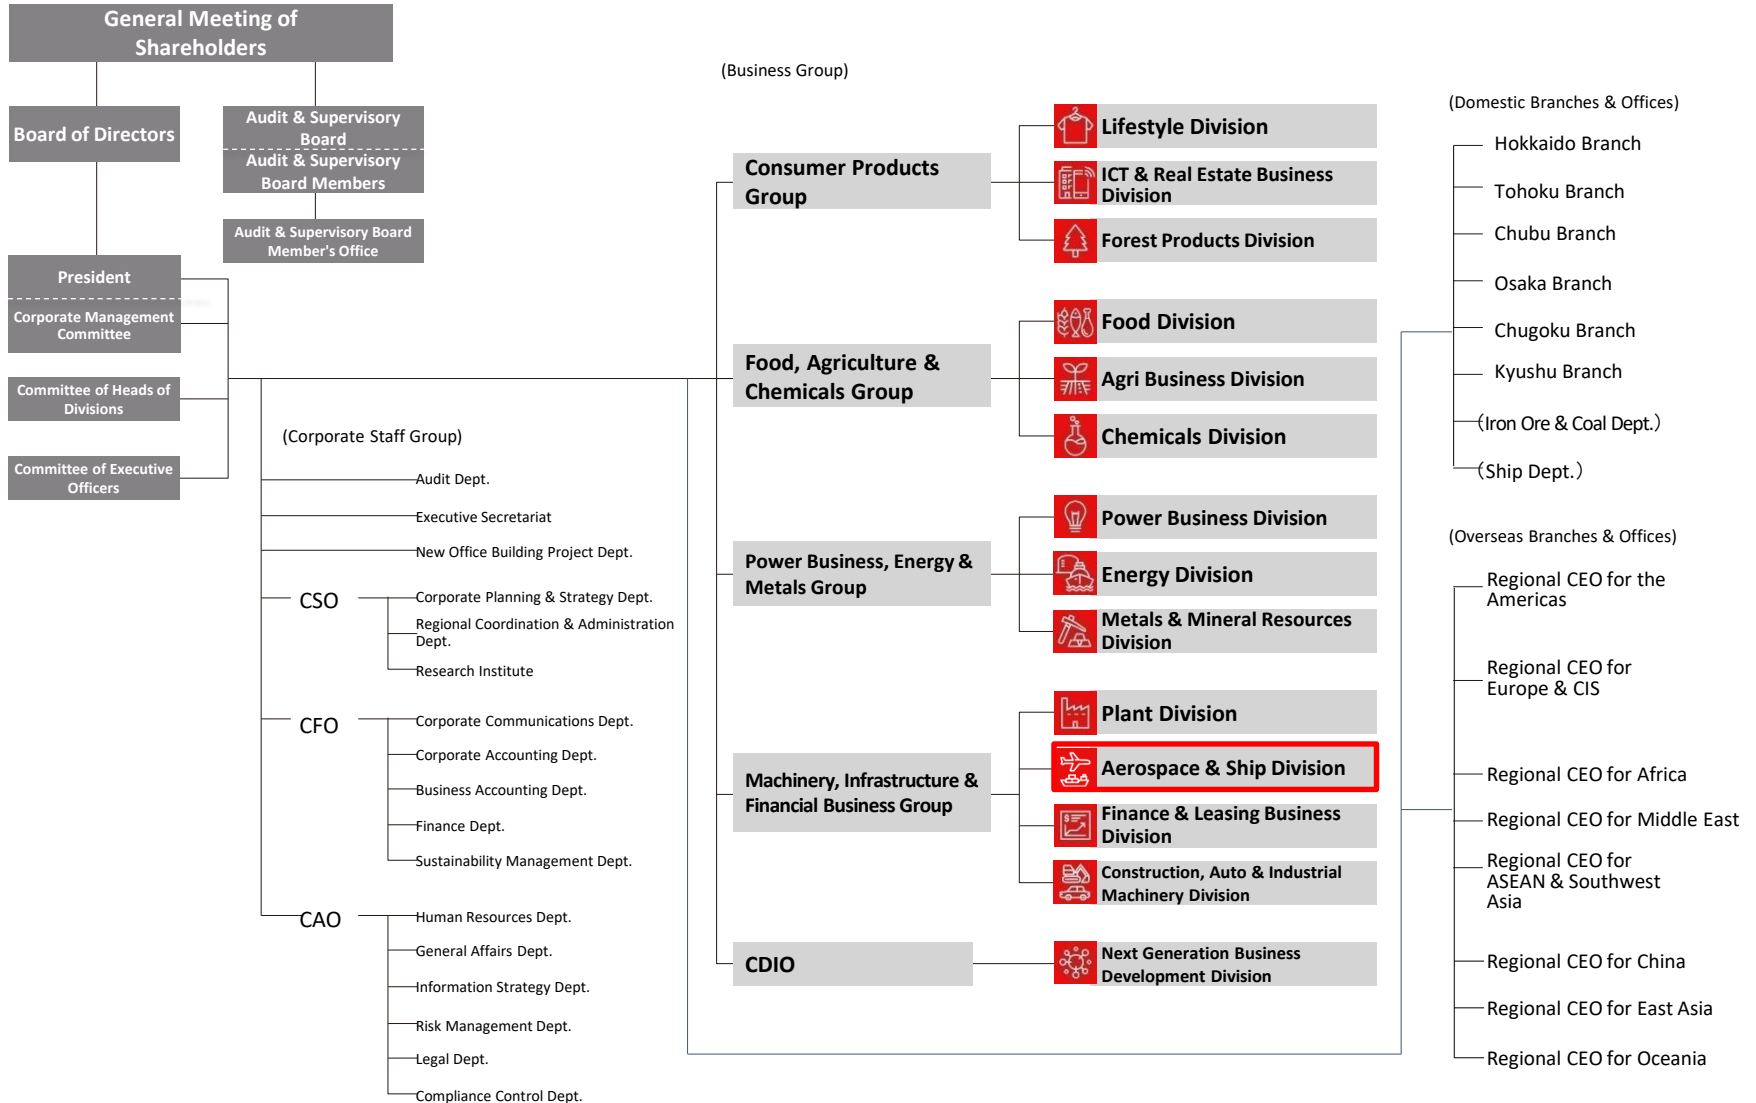 General Meeting of
Shareholders
Board of Directors
Audit & Supervisory
Board
Audit & Supervisory
Board Members
Audit & Supervisory Board
Member's Office
President
Corporate Management
Committee
Committee of Heads of
Divisions
Committee of Executive
Officers
(Corporate Staff Group)
Audit Dept.
Executive Secretariat
New Office Building Project Dept.
CSO
Corporate Planning & Strategy Dept.
Regional Coordination & Administration
Dept.
Research Institute
CFO
Corporate Communications Dept.
Corporate Accounting Dept.
Business Accounting Dept.
Finance Dept.
Sustainability Management Dept.
CAO
Human Resources Dept.
General Affairs Dept.
Information Strategy Dept.
Risk Management Dept.
Legal Dept.
Compliance Control Dept.
(Business Group)
Consumer Products
Group
Lifestyle Division
ICT & Real Estate Business
Division
Forest Products Division
Food, Agriculture &
Chemicals Group
Food Division
Agri Business Division
Chemicals Division
Power Business, Energy &
Metals Group
Power Business Division
Energy Division
Metals & Mineral Resources
Division
Machinery, Infrastructure &
Financial Business Group
Plant Division
Aerospace & Ship Division
Finance & Leasing Business
Division
Construction, Auto & Industrial
Machinery Division
CDIO
Next Generation Business
Development Division
(Domestic Branches & Offices)
Hokkaido Branch
Tohoku Branch
Chubu Branch
Osaka Branch
Chugoku Branch
Kyushu Branch
(Iron Ore & Coal Dept.)
(Ship Dept.)
(Overseas Branches & Offices)
Regional CEO for the
Americas
Regional CEO for
Europe & CIS
Regional CEO for Africa
Regional CEO for Middle East
Regional CEO for
ASEAN & Southwest
Asia
Regional CEO for China
Regional CEO for East Asia
Regional CEO for Oceania